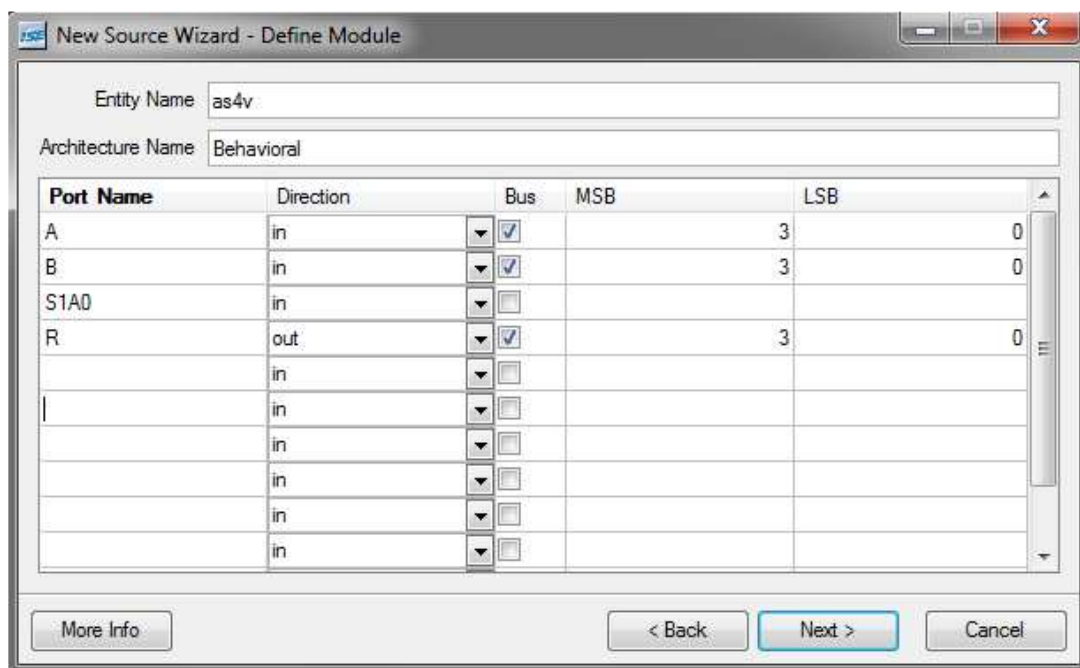 ISE New Source Wizard - Define Module
Entity Name as4v
Architecture Name Behavioral
Port Name Direction Bus MSB LSB
A in 3 0
B in 3 0
S1A0 in
R out 3 0
in
in
in
in
in
in
More Info < Back Next > Cancel